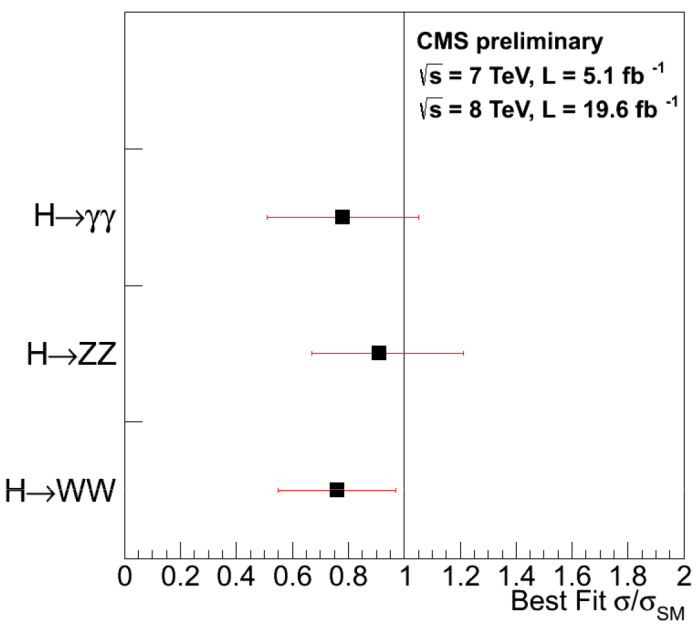 CMS preliminary
√s = 7 TeV, L = 5.1 fb⁻¹
√s = 8 TeV, L = 19.6 fb⁻¹
H→γγ
H→ZZ
H→WW
0 0.2 0.4 0.6 0.8 1 1.2 1.4 1.6 1.8 2
Best Fit σ/σSM